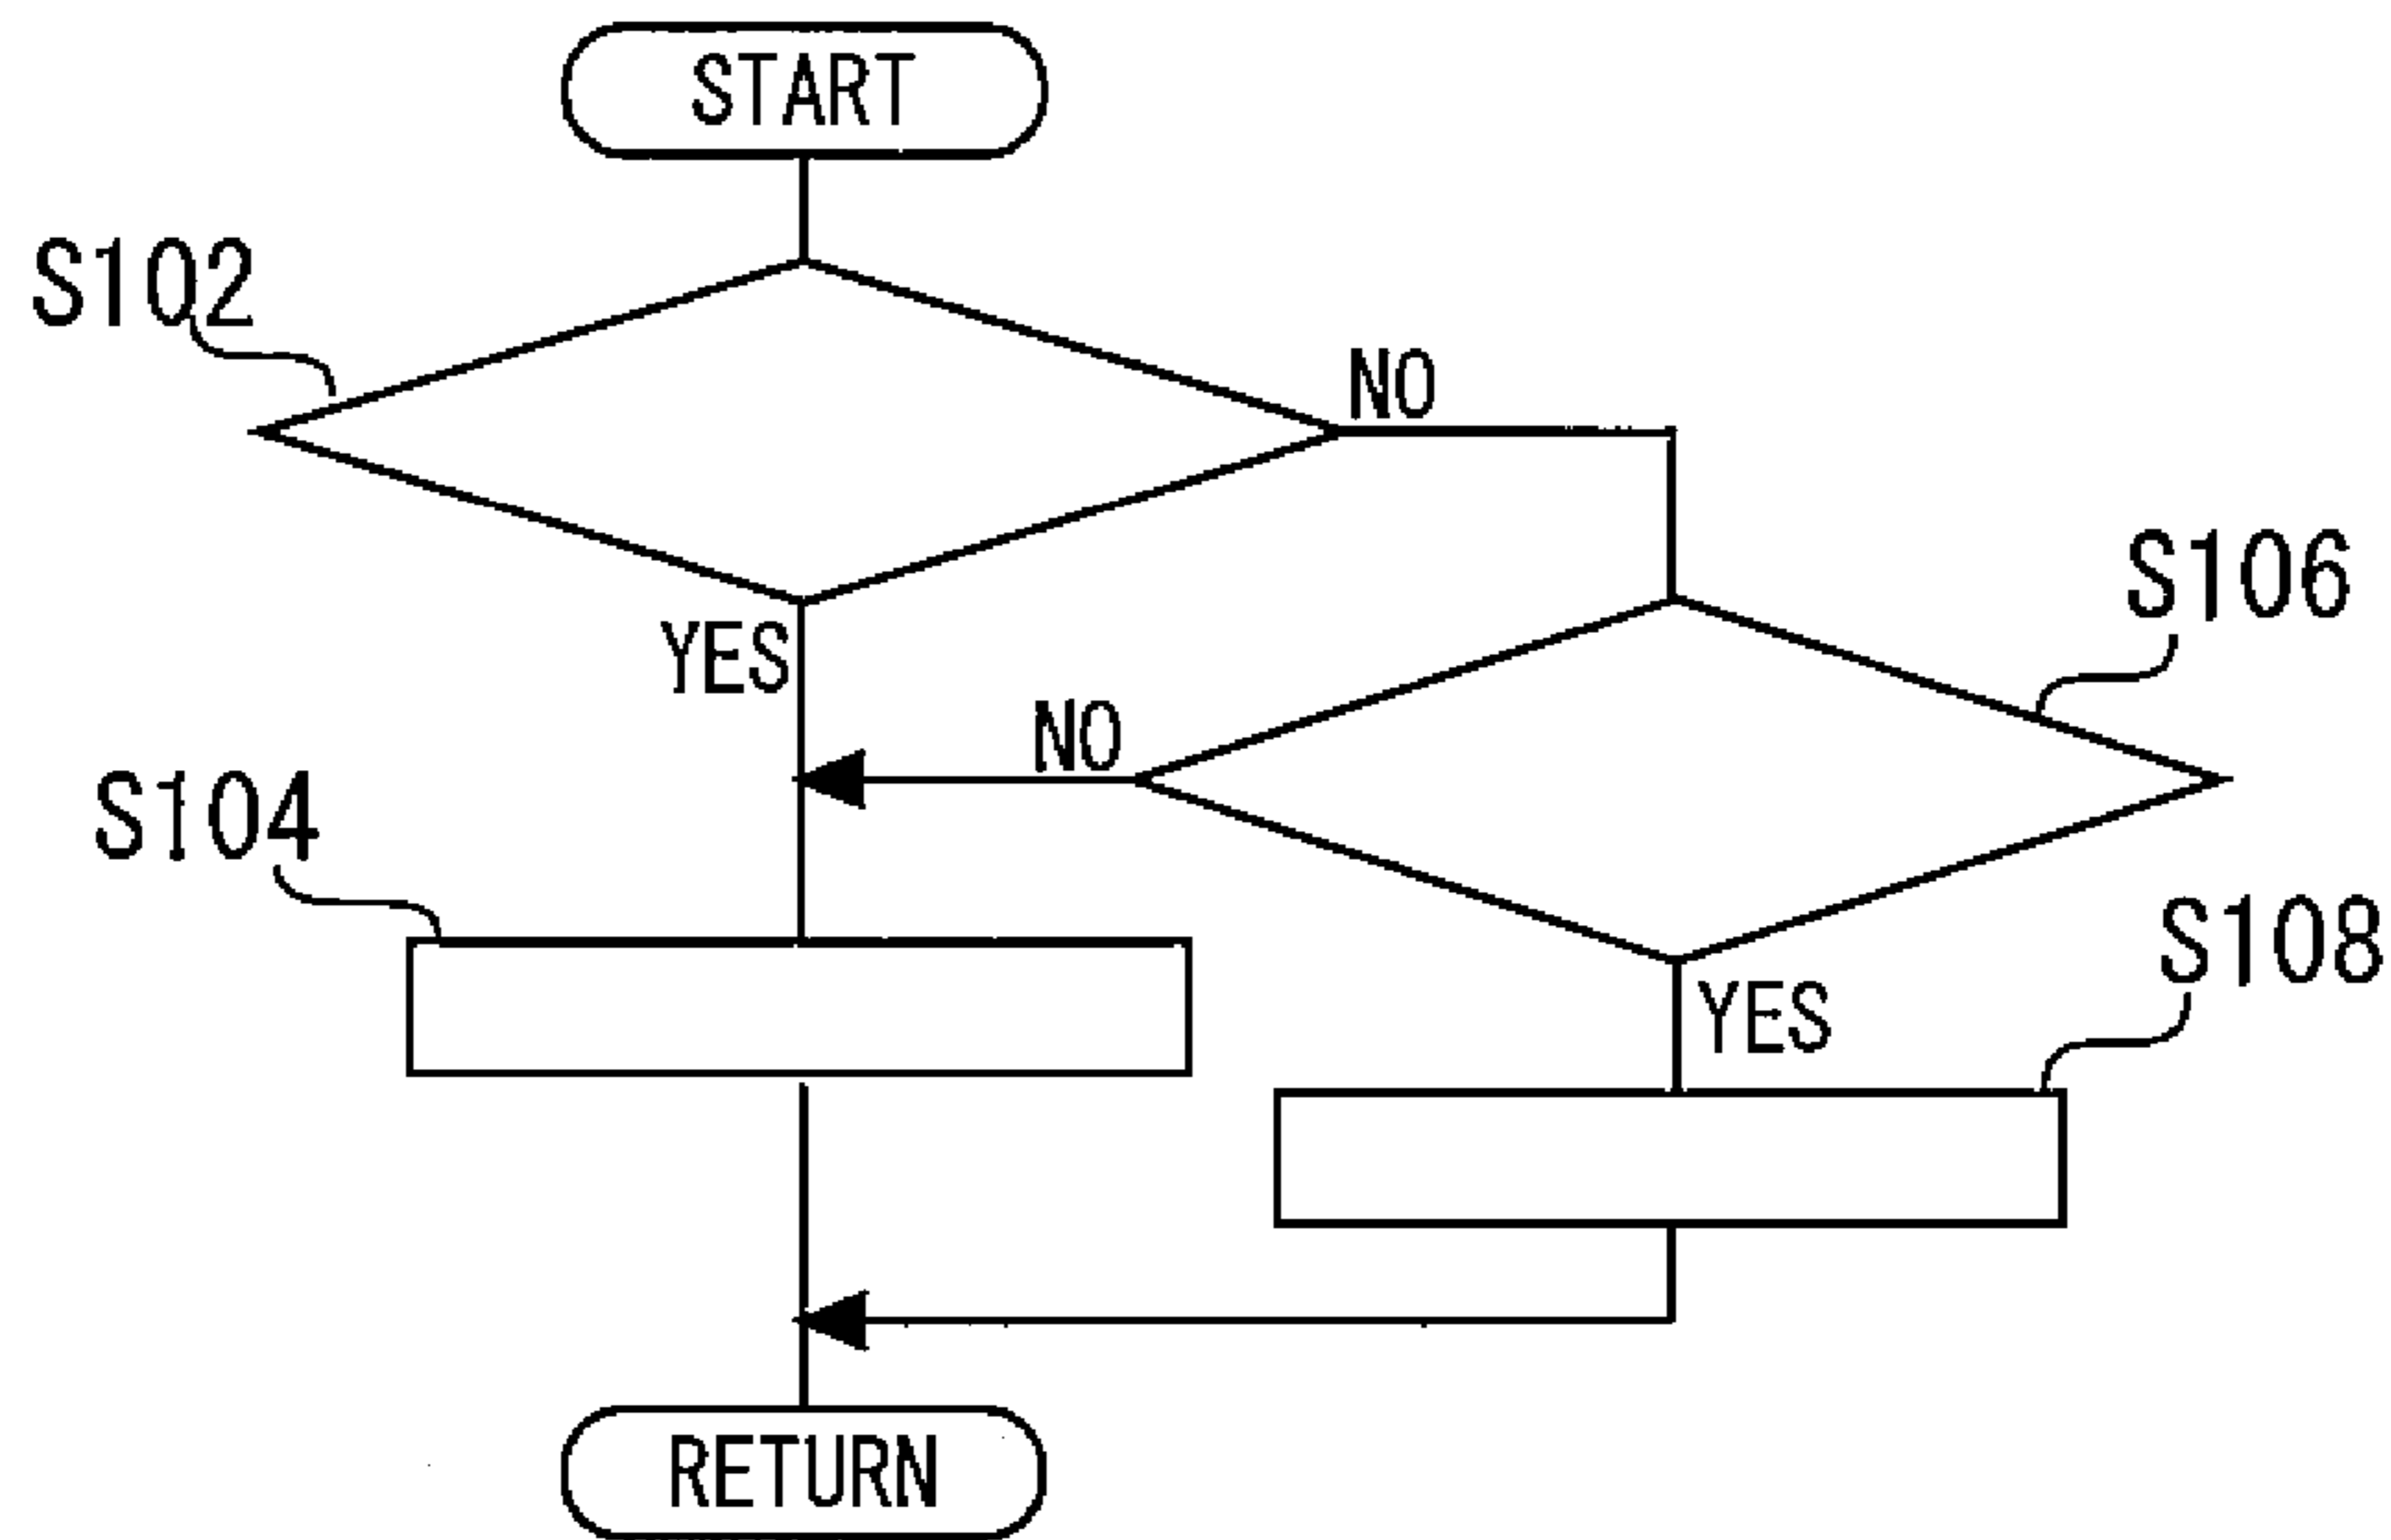 START
S102
NO
S106
YES
NO
S104
S108
YES
RETURN